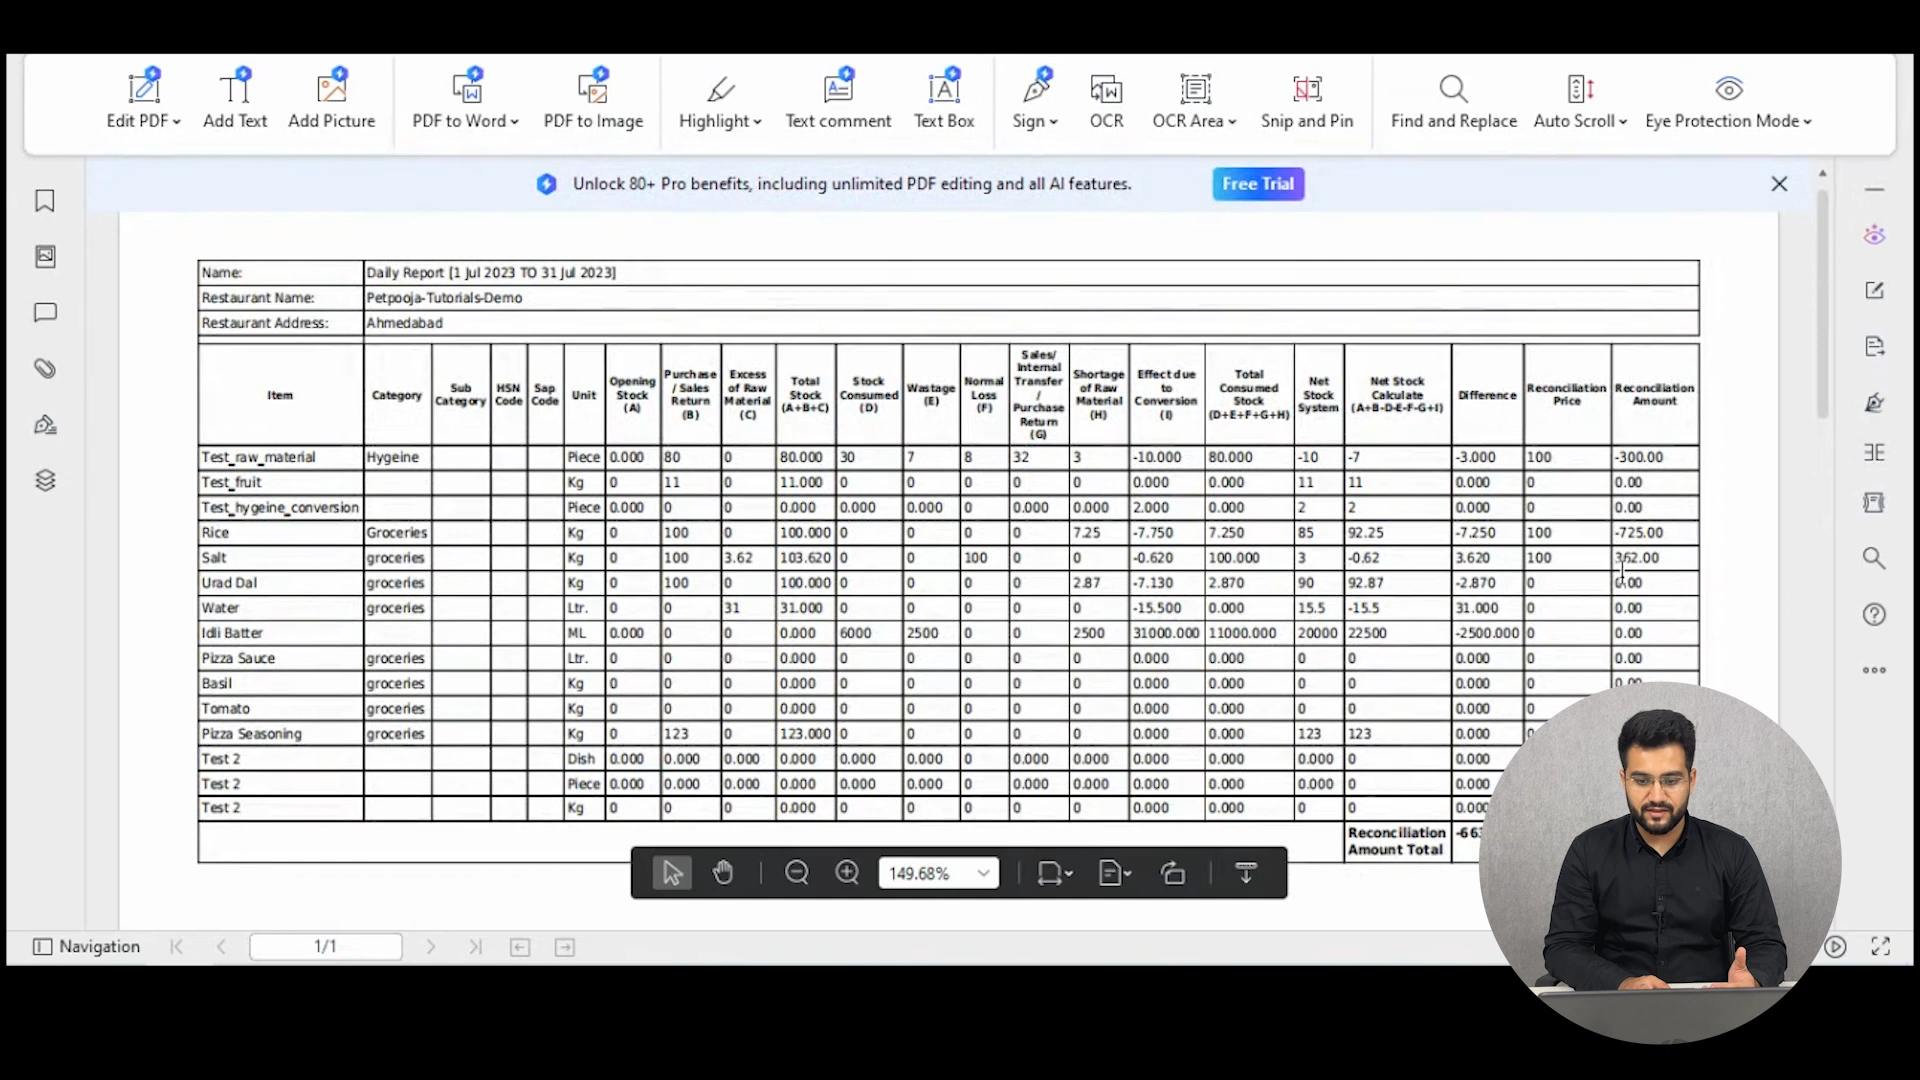 Edit PDF Add Text Add Picture PDF to Word PDF to Image Highlight Text comment Text Box Sign OCR OCR Area Snip and Pin Find and Replace Auto Scroll Eye Protection Mode
Unlock 80+ Pro benefits, including unlimited PDF editing and all AI features. Free Trial
Name: Daily Report [1 Jul 2023 TO 31 Jul 2023]
Restaurant Name: Petpooja-Tutorials-Demo
Restaurant Address: Ahmedabad
Item Category Sub Category HSN Code Sap Code Unit Opening Stock (A) Purchase / Sales Return (B) Excess of Raw Material (C) Total Stock (A+B+C) Stock Consumed (D) Wastage (E) Normal Loss (F) Sales/ Internal Transfer / Purchase Return (G) Shortage of Raw Material (H) Effect due to Conversion (I) Total Consumed Stock (D+E+F+G+H) Net Stock System Net Stock Calculate (A+B-D-E-F-G+I) Difference Reconciliation Price Reconciliation Amount
Test_raw_material Hygeine Piece 0.000 80 0 80.000 30 7 8 32 3 -10.000 80.000 -10 -7 -3.000 100 -300.00
Test_fruit Kg 0 11 0 11.000 0 0 0 0 0 0.000 0.000 11 11 0.000 0 0.00
Test_hygeine_conversion Piece 0.000 0 0 0.000 0.000 0.000 0 0.000 0.000 2.000 0.000 2 2 0.000 0 0.00
Rice Groceries Kg 0 100 0 100.000 0 0 0 0 7.25 -7.750 7.250 85 92.25 -7.250 100 -725.00
Salt groceries Kg 0 100 3.62 103.620 0 0 100 0 0 -0.620 100.000 3 -0.62 3.620 100 362.00
Urad Dal groceries Kg 0 100 0 100.000 0 0 0 0 2.87 -7.130 2.870 90 92.87 -2.870 0 0.00
Water groceries Ltr. 0 0 31 31.000 0 0 0 0 0 -15.500 0.000 15.5 -15.5 31.000 0 0.00
Idli Batter ML 0.000 0 0 0.000 6000 2500 0 0 2500 31000.000 11000.000 20000 22500 -2500.000 0 0.00
Pizza Sauce groceries Ltr. 0 0 0 0.000 0 0 0 0 0 0.000 0.000 0 0 0.000 0 0.00
Basil groceries Kg 0 0 0 0.000 0 0 0 0 0 0.000 0.000 0 0 0.000 0 0.00
Tomato groceries Kg 0 0 0 0.000 0 0 0 0 0 0.000 0.000 0 0 0.000
Pizza Seasoning groceries Kg 0 123 0 123.000 0 0 0 0 0 0.000 0.000 123 123 0.000
Test 2 Dish 0.000 0.000 0.000 0.000 0.000 0.000 0 0.000 0.000 0.000 0.000 0.000 0 0.000
Test 2 Piece 0.000 0.000 0.000 0.000 0.000 0.000 0 0.000 0.000 0.000 0.000 0.000 0 0.000
Test 2 Kg 0 0 0 0.000 0 0 0 0 0 0.000 0.000 0 0
Reconciliation Amount Total
149.68%
Navigation 1/1